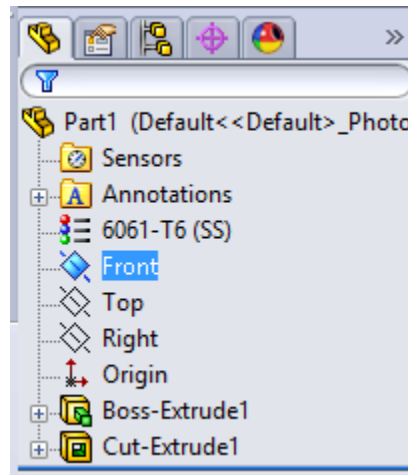 Part1 (Default<<Default>_Photo
Sensors
A Annotations
6061-T6 (SS)
Front
Top
Right
Origin
Boss-Extrude1
Cut-Extrude1